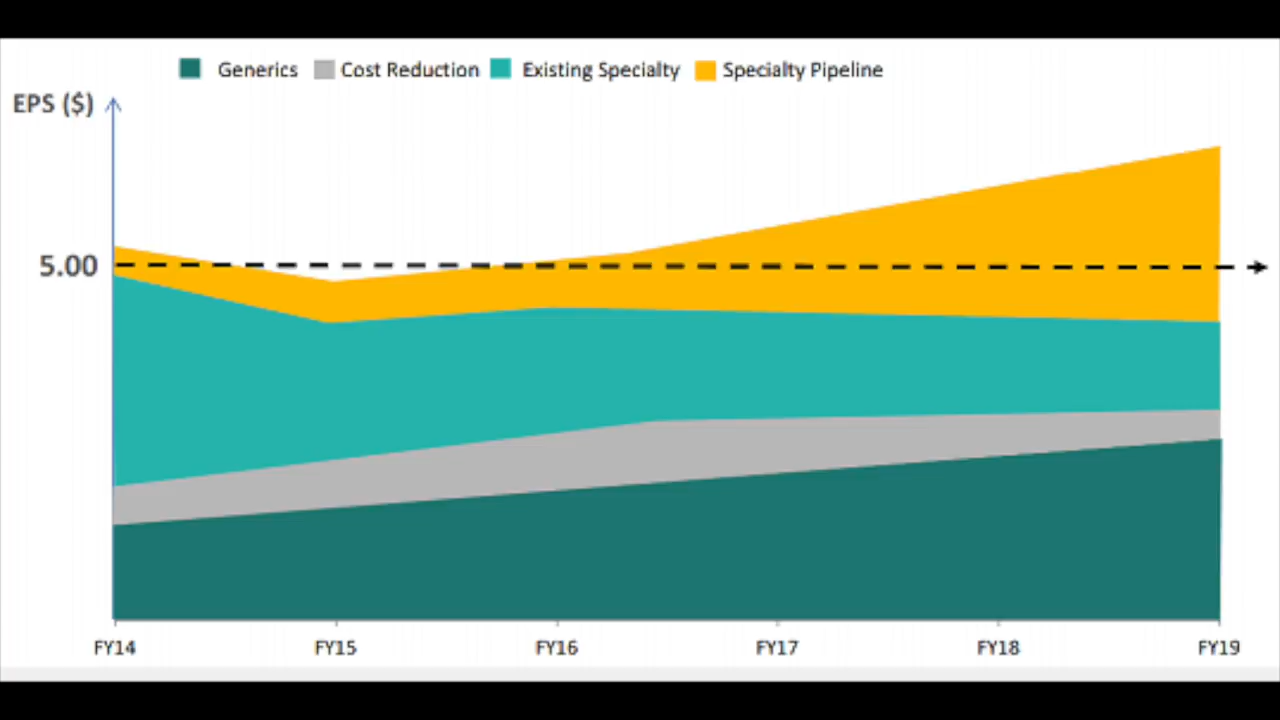 Generics Cost Reduction Existing Specialty Specialty Pipeline
EPS ($)
5.00
FY14 FY15 FY16 FY17 FY18 FY19